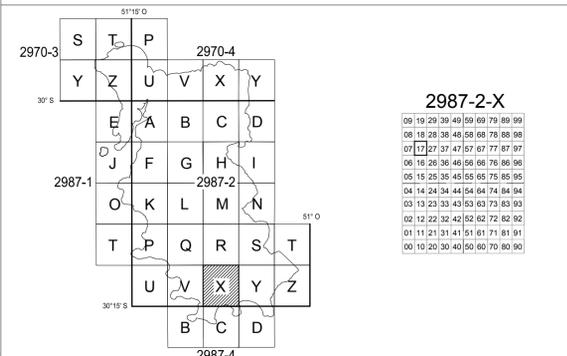 51°15' O
S T P
2970-3
2970-4
Y Z U V X Y
30° S
E A B C D
J F G H I
2987-1
2987-2
O K L M N
51° O
T P Q R S T
U V X Y Z
30°15' S
B C D
2987-4
2987-2-X
09 19 29 39 49 59 69 79 89 99
08 18 28 38 48 58 68 78 88 98
07 17 27 37 47 57 67 77 87 97
06 16 26 36 46 56 66 76 86 96
05 15 25 35 45 55 65 75 85 95
04 14 24 34 44 54 64 74 84 94
03 13 23 33 43 53 63 73 83 93
02 12 22 32 42 52 62 72 82 92
01 11 21 31 41 51 61 71 81 91
00 10 20 30 40 50 60 70 80 90